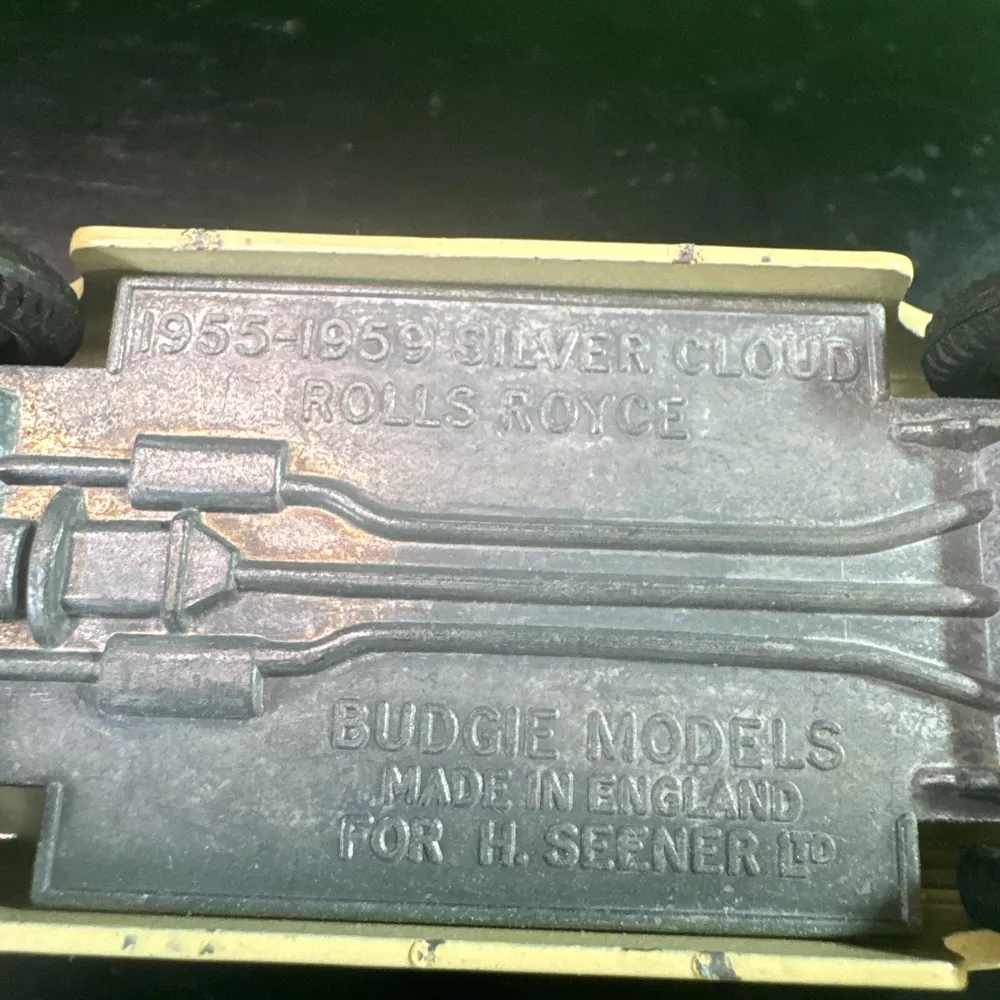 1955-1959 SILVER CLOUD
ROLLS ROYCE
BUDGIE MODELS
MADE IN ENGLAND
FOR H. SEENER LTD